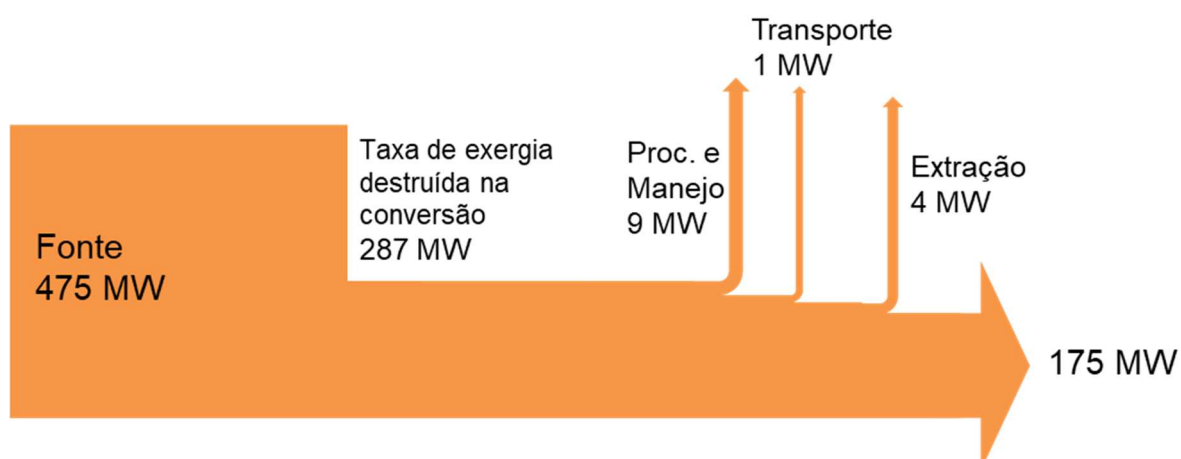 Fonte
475 MW
Taxa de exergia
destruída na
conversão
287 MW
Proc. e
Manejo
9 MW
Transporte
1 MW
Extração
4 MW
175 MW